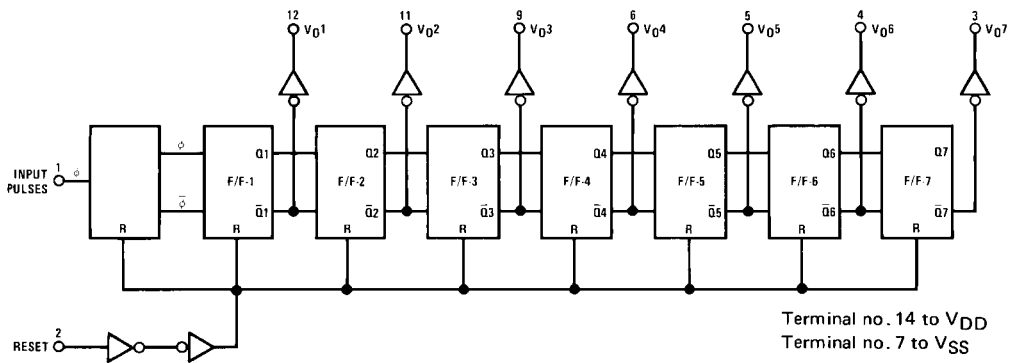 12 11 9 6 5 4 3
VO1 VO2 VO3 VO4 VO5 VO6 VO7
ϕ Q1 Q2 Q3 Q4 Q5 Q6 Q7
INPUT PULSES 1 ϕ F/F-1 F/F-2 F/F-3 F/F-4 F/F-5 F/F-6 F/F-7
ϕ̄ Q̄1 Q̄2 Q̄3 Q̄4 Q̄5 Q̄6 Q̄7
R R R R R R R R
RESET 2
Terminal no. 14 to VDD
Terminal no. 7 to VSS